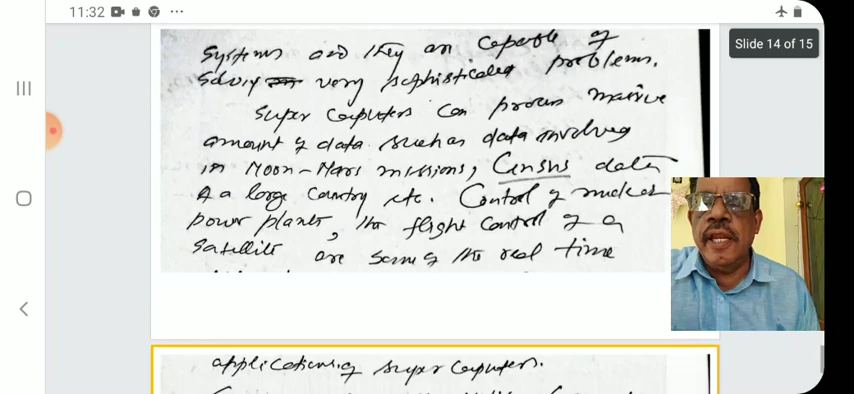 11:32
Slide 14 of 15
systems and they are capable of
solving very sophisticated problems.
Super Computers can process massive
amount of data such as data involving
in Moon-Mars missions, Census data
of a large country etc. Control of nuclear
power plants, the flight control of a
satellite are some of the real time
applications of super computers.